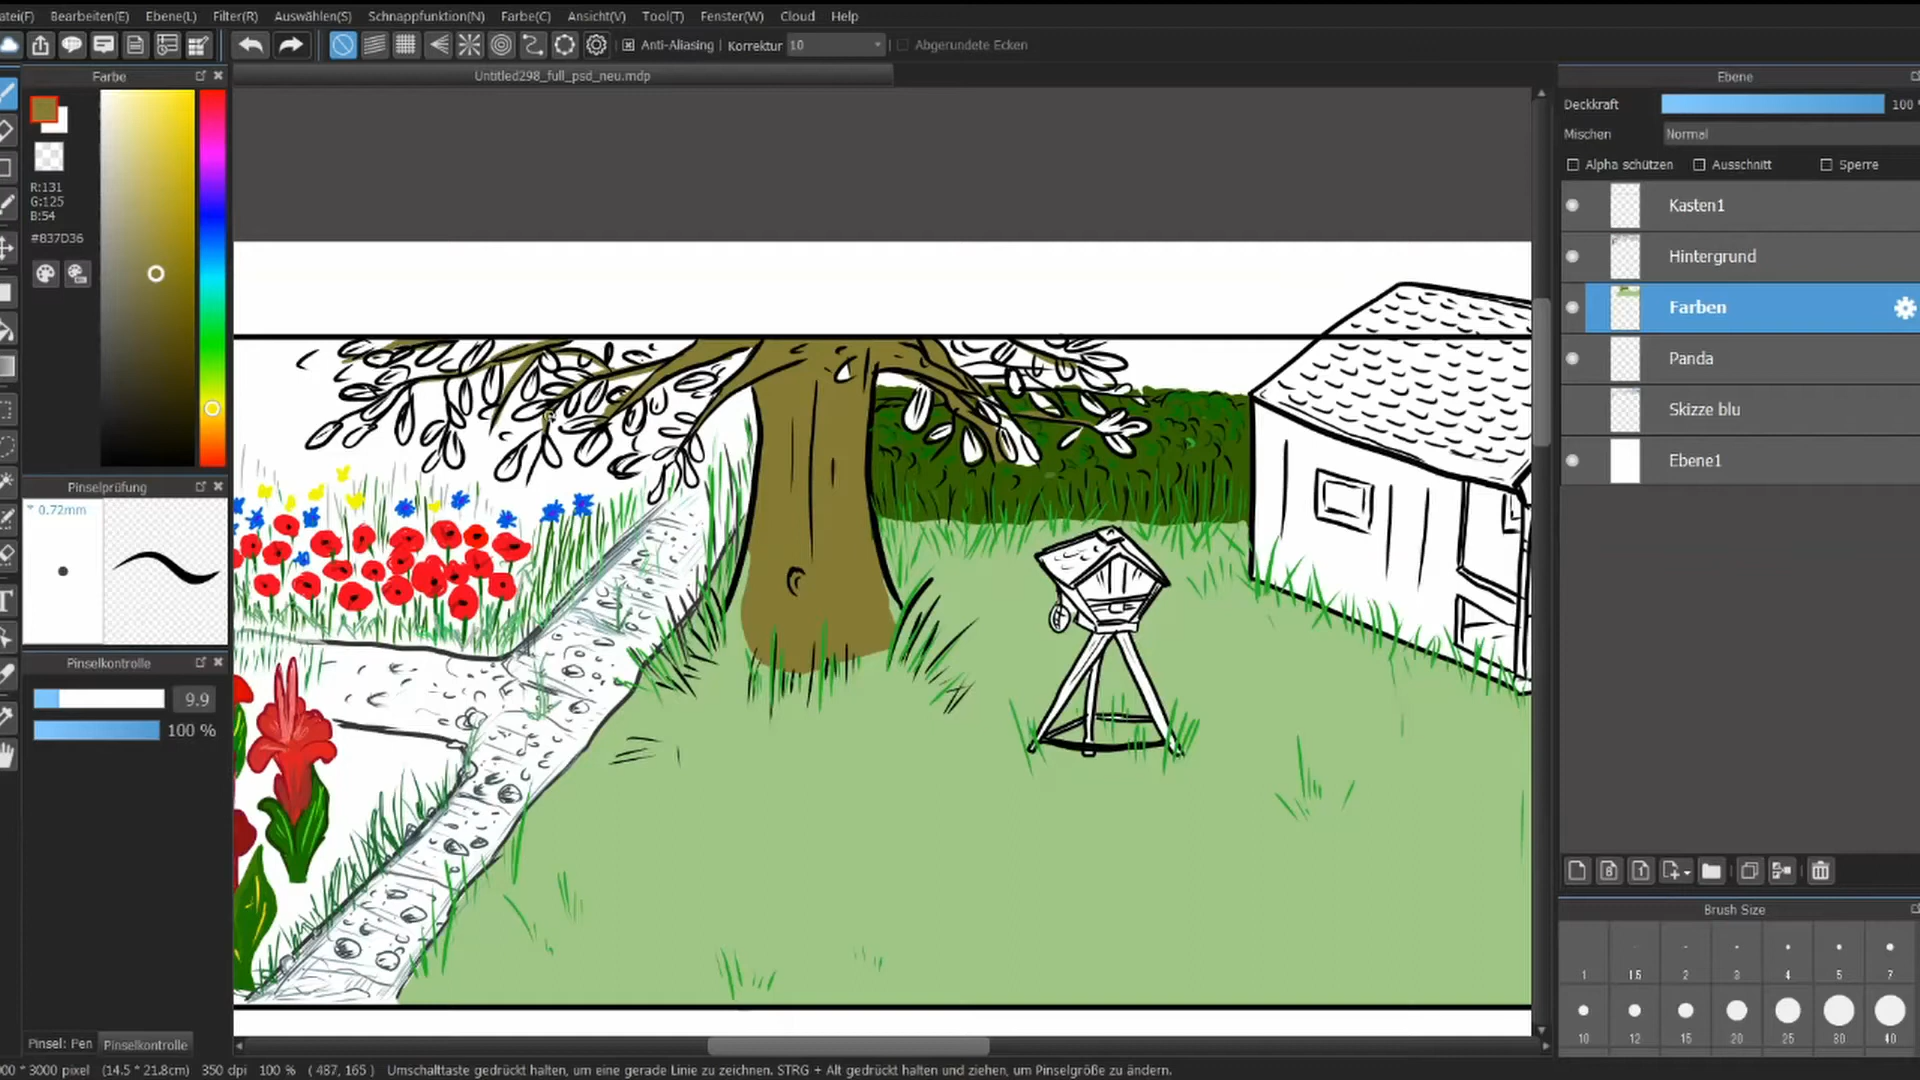 atei(F) Bearbeiten(E) Ebene(L) Filter(R) Auswählen(S) Schnappfunktion(N) Farbe(C) Ansicht(V) Tool(T) Fenster(W) Cloud Help
Anti-Aliasing Korrektur 10 Abgerundete Ecken
Farbe
Untitled298_full_psd_neu.mdp
Ebene
Deckkraft 100 %
Mischen Normal
Alpha schützen Ausschnitt Sperre
R:131
G:125
B:54
#837D36
Kasten1
Hintergrund
Farben
Panda
Skizze blu
Ebene1
Pinselprüfung
0.72mm
T
Pinselkontrolle
9.9
100 %
Brush Size
1 1.5 2 3 4 5 7
10 12 15 20 25 30 40
Pinsel: Pen Pinselkontrolle
00 * 3000 pixel (14.5 * 21.8cm) 350 dpi 100 % ( 487, 165 ) Umschalttaste gedrückt halten, um eine gerade Linie zu zeichnen. STRG + Alt gedrückt halten und ziehen, um Pinselgröße zu ändern.